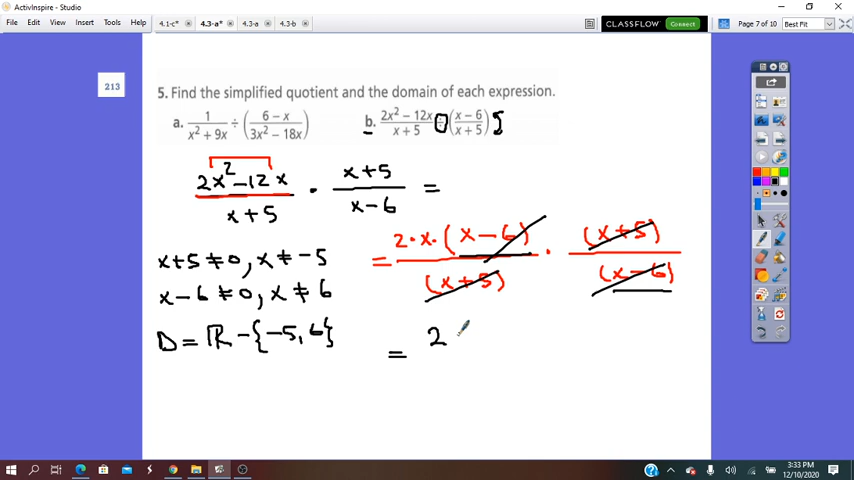 ActivInspire - Studio
File Edit View Insert Tools Help
4.1-c* 4.3-a* 4.3-a 4.3-b
CLASSFLOW Connect
Page 7 of 10 Best Fit
213
5. Find the simplified quotient and the domain of each expression.
a. 1/(x² + 9x) ÷ ((6 − x)/(3x² − 18x)) b. (2x² − 12x)/(x + 5) ÷ ((x − 6)/(x + 5))
(2x² − 12x)/(x + 5) · (x + 5)/(x − 6) =
= 2·x·(x − 6)/(x + 5) · (x + 5)/(x − 6)
x + 5 ≠ 0, x ≠ −5
x − 6 ≠ 0, x ≠ 6
D = ℝ − {−5, 6}
= 2
3:33 PM
12/10/2020